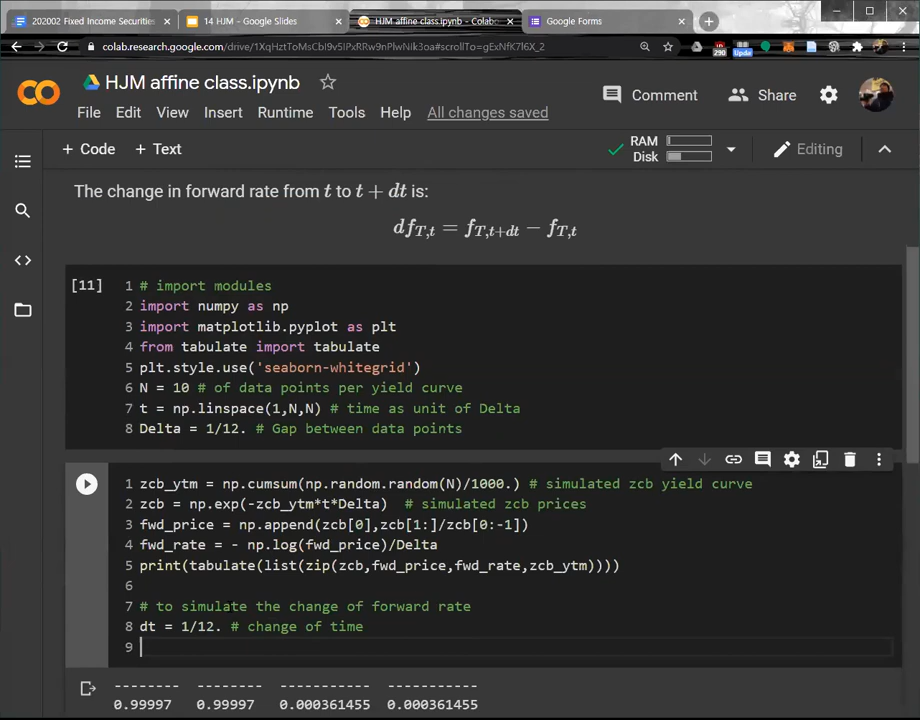 202002 Fixed Income Securities
14 HJM - Google Slides
HJM affine class.ipynb - Colabo
Google Forms
colab.research.google.com/drive/1XqHztToMsCbI9v5IPxRRw9nPlwNlk3oa#scrollTo=gExNfK7l6X_2
HJM affine class.ipynb
Comment
Share
File Edit View Insert Runtime Tools Help All changes saved
+ Code + Text
RAM
Disk
Editing
The change in forward rate from t to t + dt is:
df_{T,t} = f_{T,t+dt} − f_{T,t}
[11]
1 # import modules
2 import numpy as np
3 import matplotlib.pyplot as plt
4 from tabulate import tabulate
5 plt.style.use('seaborn-whitegrid')
6 N = 10 # of data points per yield curve
7 t = np.linspace(1,N,N) # time as unit of Delta
8 Delta = 1/12. # Gap between data points
1 zcb_ytm = np.cumsum(np.random.random(N)/1000.) # simulated zcb yield curve
2 zcb = np.exp(-zcb_ytm*t*Delta)  # simulated zcb prices
3 fwd_price = np.append(zcb[0],zcb[1:]/zcb[0:-1])
4 fwd_rate = - np.log(fwd_price)/Delta
5 print(tabulate(list(zip(zcb,fwd_price,fwd_rate,zcb_ytm))))
6
7 # to simulate the change of forward rate
8 dt = 1/12. # change of time
9
-------- -------- ----------- -----------
0.99997 0.99997 0.000361455 0.000361455